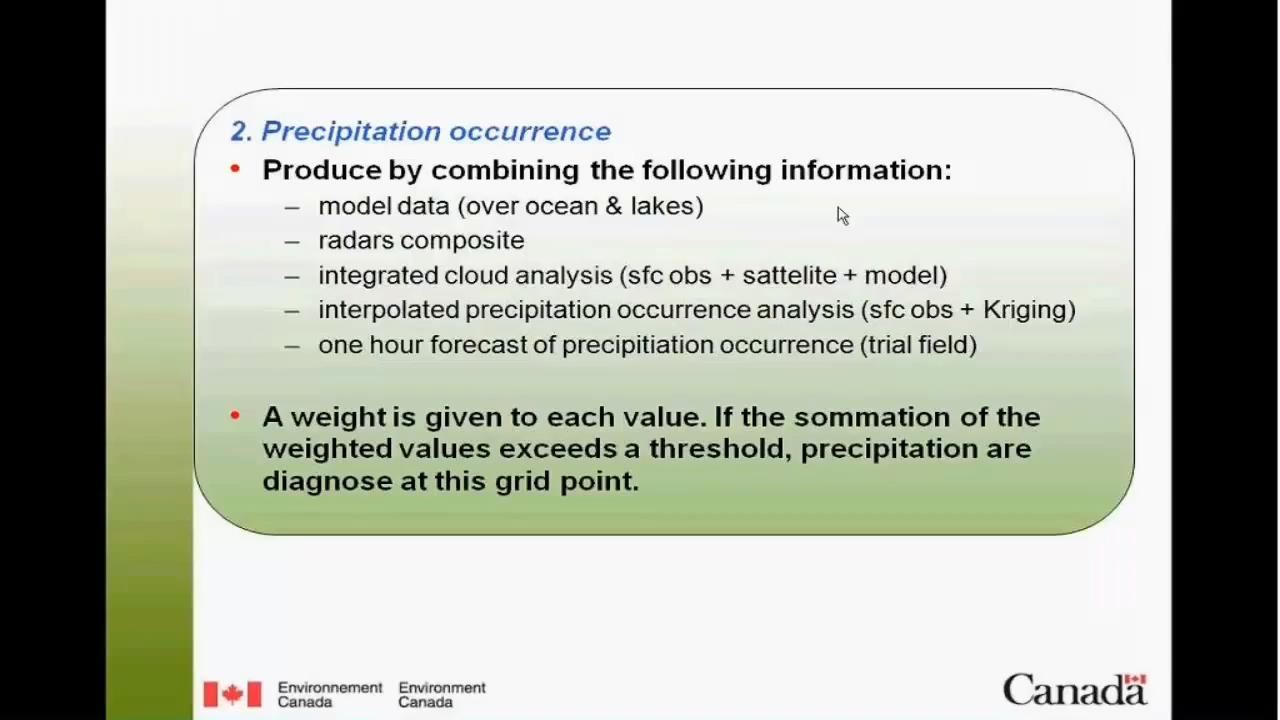 2. Precipitation occurrence
• Produce by combining the following information:
– model data (over ocean & lakes)
– radars composite
– integrated cloud analysis (sfc obs + sattelite + model)
– interpolated precipitation occurrence analysis (sfc obs + Kriging)
– one hour forecast of precipitiation occurrence (trial field)
• A weight is given to each value. If the sommation of the
weighted values exceeds a threshold, precipitation are
diagnose at this grid point.
Environnement
Canada
Environment
Canada
Canada